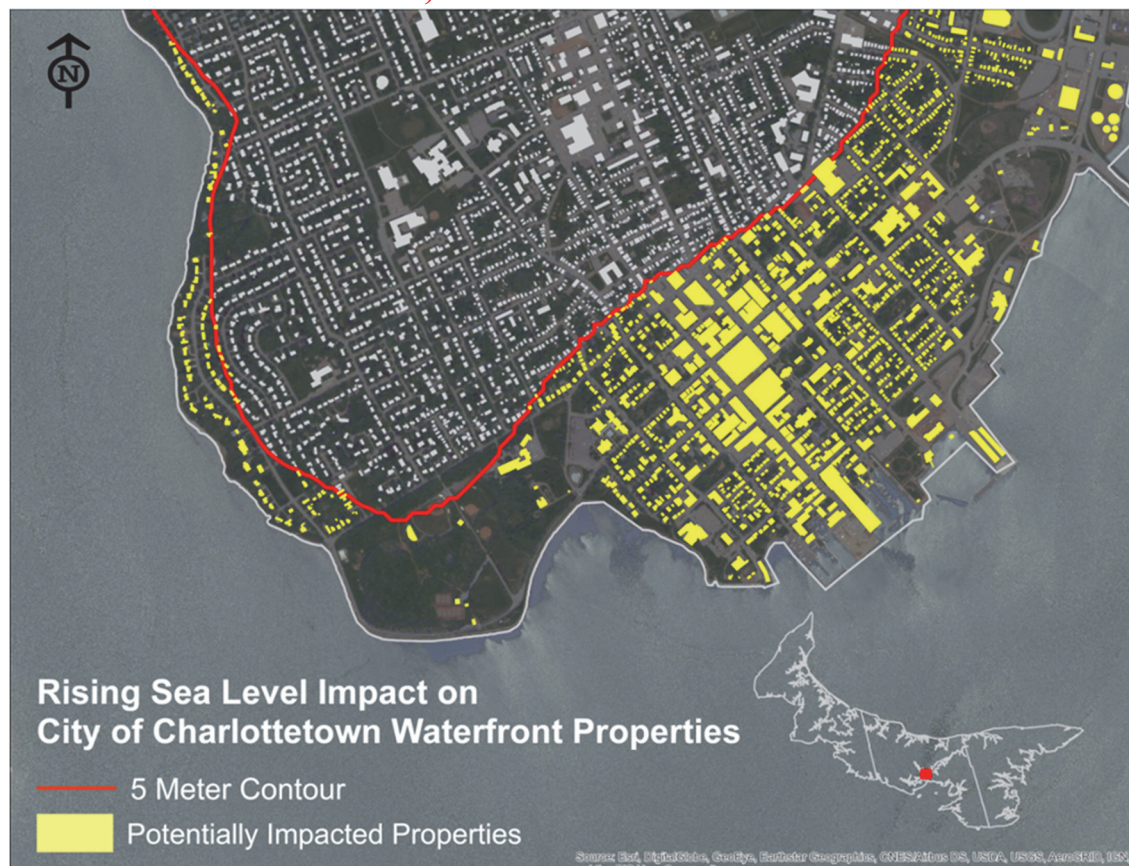 N
Rising Sea Level Impact on
City of Charlottetown Waterfront Properties
5 Meter Contour
Potentially Impacted Properties
Source: Esri, DigitalGlobe, GeoEye, Earthstar Geographics, CNES/Airbus DS, USDA, USGS, AeroGRID, IGN